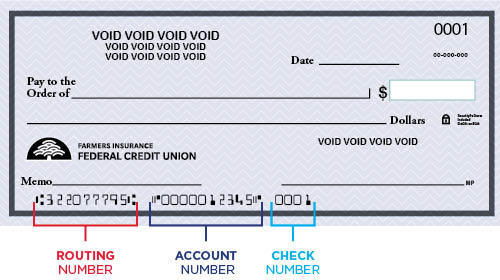 0001
VOID VOID VOID VOID
VOID VOID VOID VOID
VOID VOID VOID VOID
00-000-000
Date
Pay to the
Order of
$
Dollars
VOID VOID VOID VOID
FARMERS INSURANCE
FEDERAL CREDIT UNION
Memo
MP
⑆322077795⑆ ⑈0000012345⑈ 0001
ROUTING NUMBER
ACCOUNT NUMBER
CHECK NUMBER